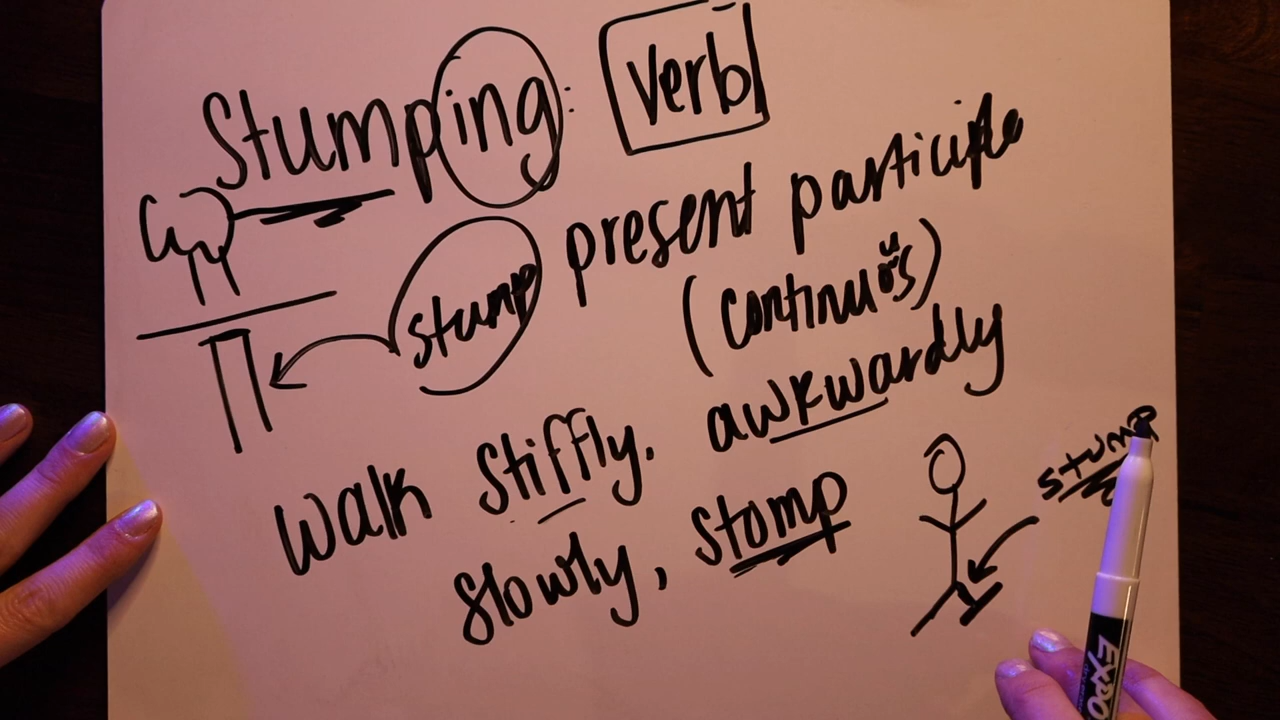 Stumping: Verb
stump present participle
(continuous)
walk stiffly. awkwardly
slowly, stomp
stump
EXPO